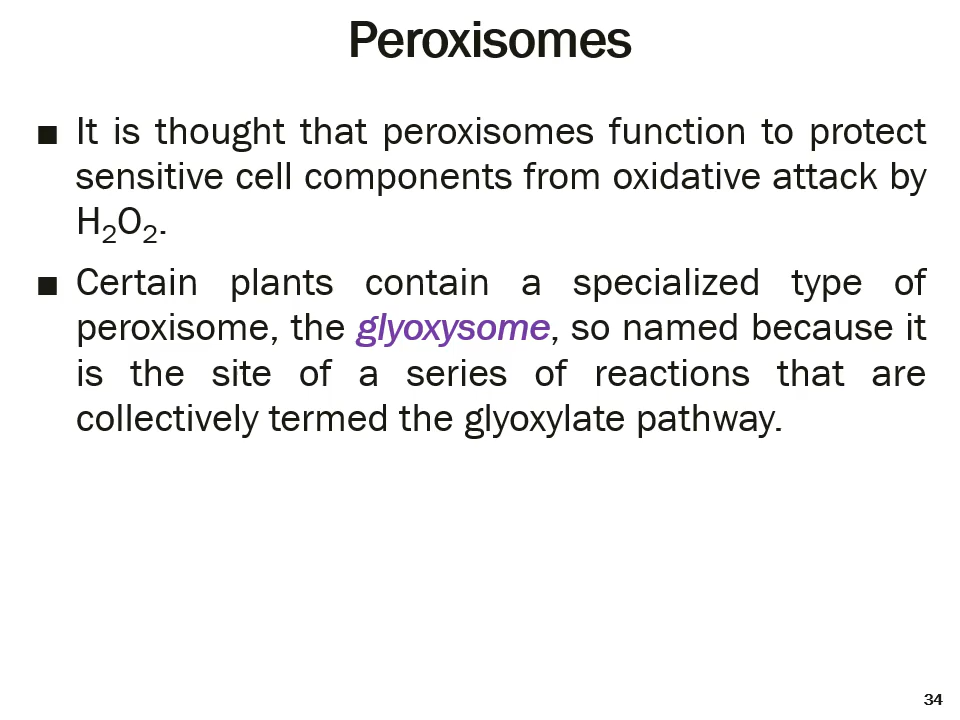 Peroxisomes
■ It is thought that peroxisomes function to protect
sensitive cell components from oxidative attack by
H₂O₂.
■ Certain plants contain a specialized type of
peroxisome, the glyoxysome, so named because it
is the site of a series of reactions that are
collectively termed the glyoxylate pathway.
34